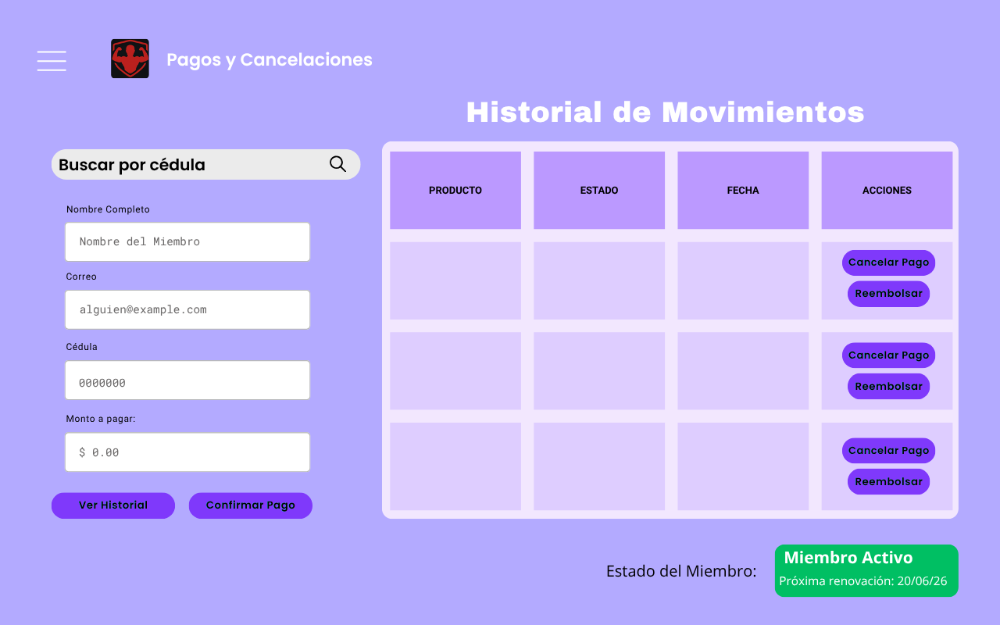 Pagos y Cancelaciones
Historial de Movimientos
Buscar por cédula
Nombre Completo
Nombre del Miembro
Correo
alguien@example.com
Cédula
0000000
Monto a pagar:
$ 0.00
Ver Historial
Confirmar Pago
PRODUCTO
ESTADO
FECHA
ACCIONES
Cancelar Pago
Reembolsar
Cancelar Pago
Reembolsar
Cancelar Pago
Reembolsar
Estado del Miembro:
Miembro Activo
Próxima renovación: 20/06/26